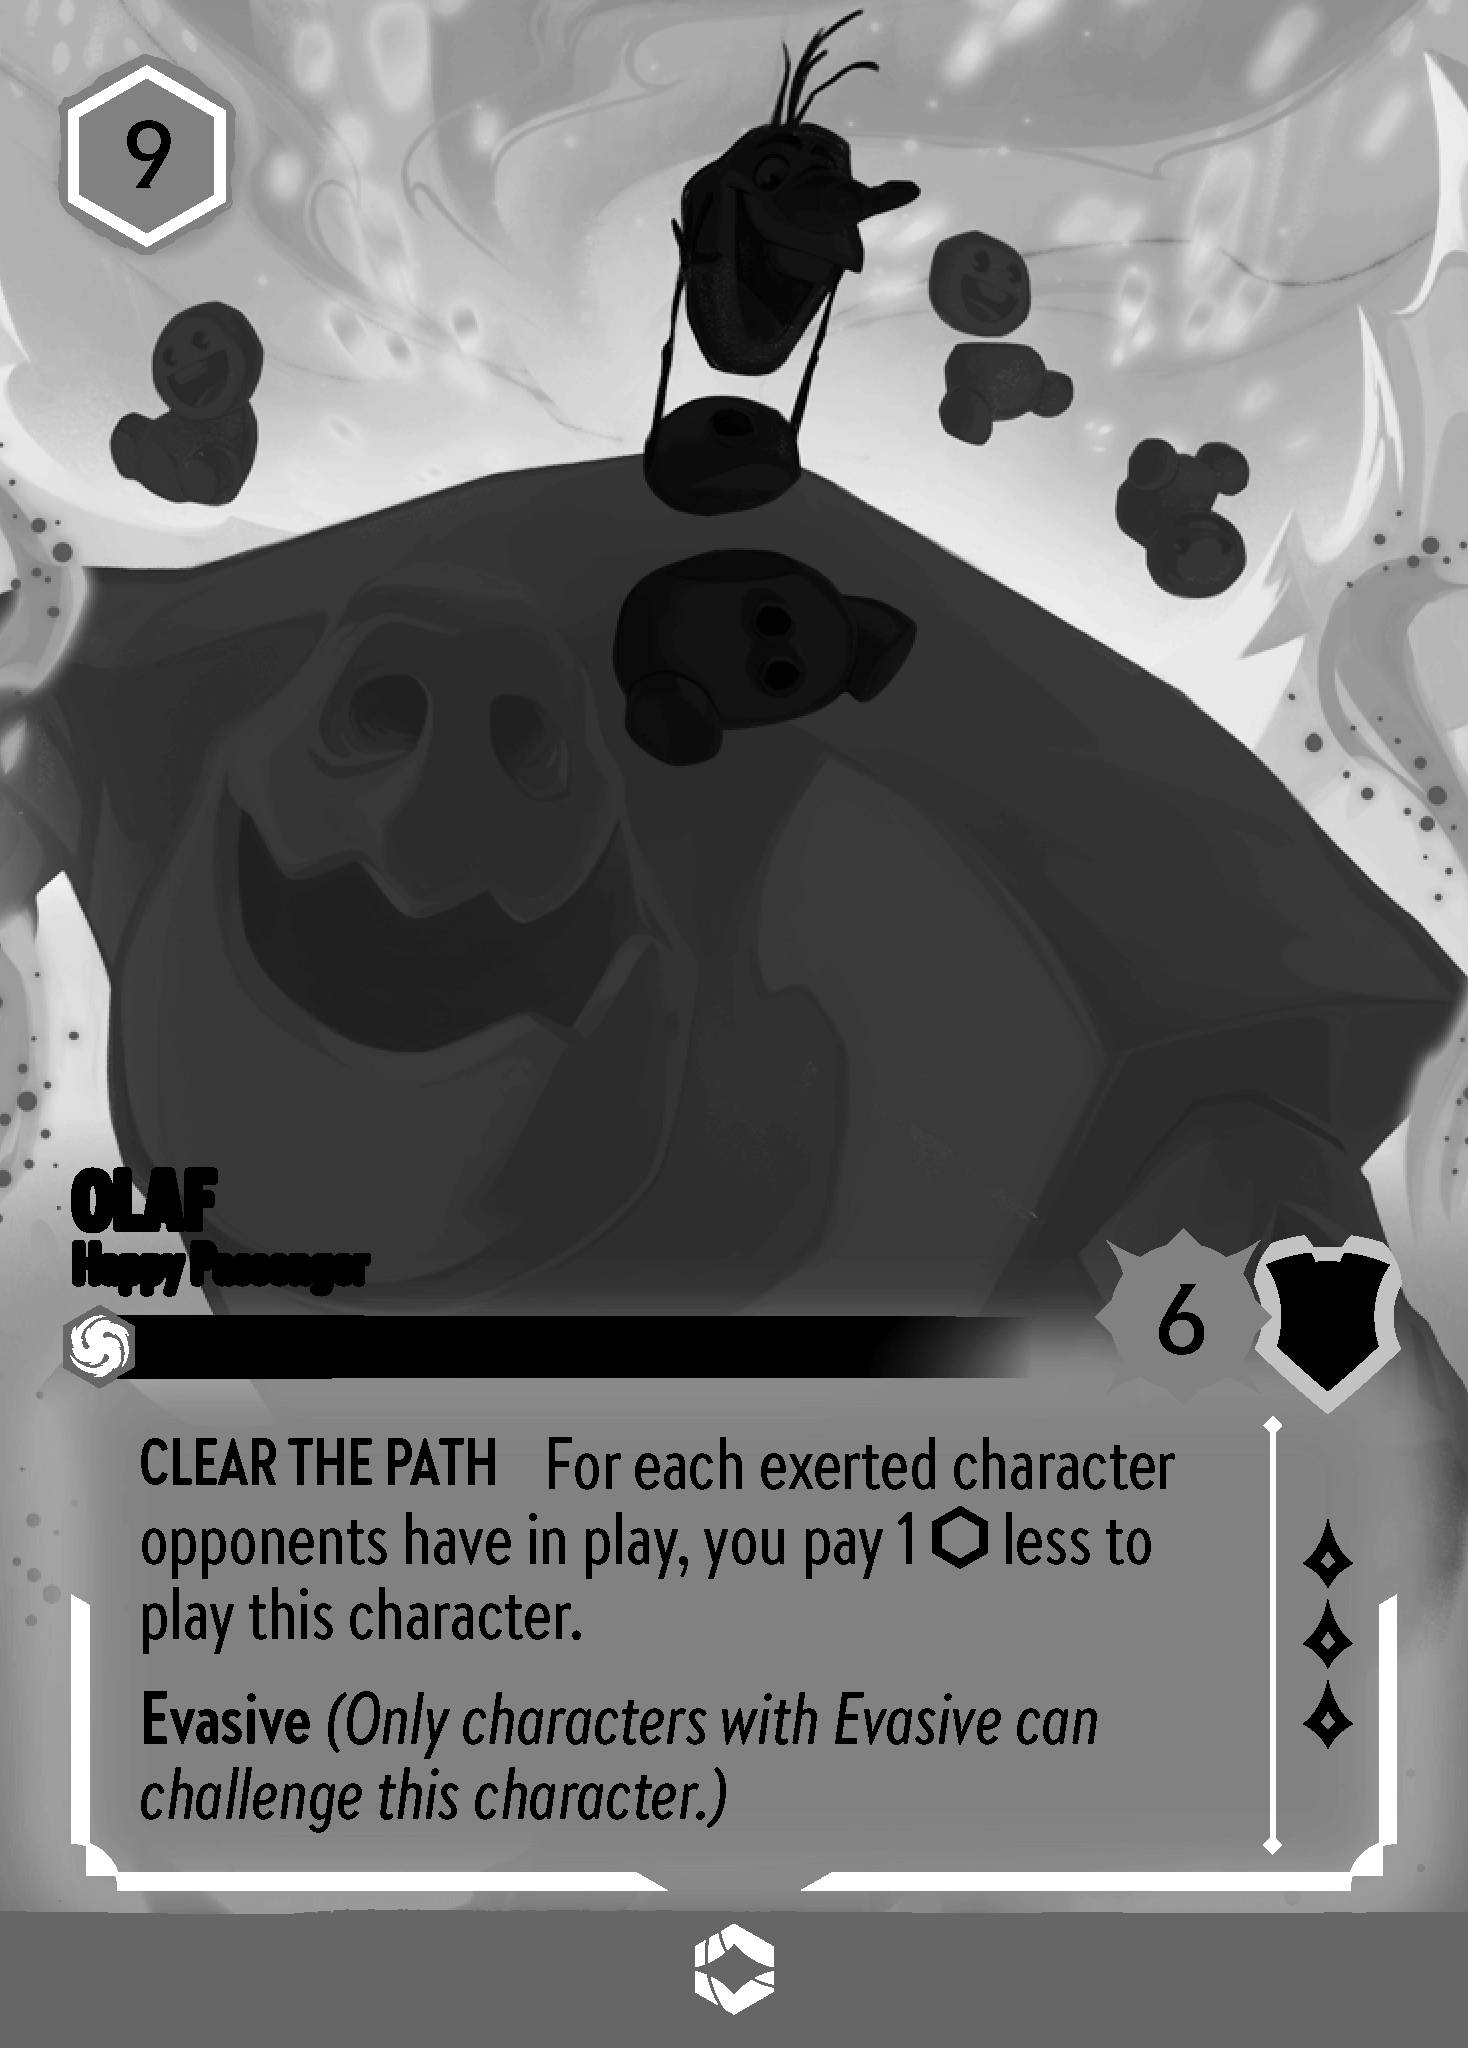 9
OLAF
Happy Passenger
6
CLEAR THE PATH For each exerted character
opponents have in play, you pay 1 less to
play this character.
Evasive (Only characters with Evasive can
challenge this character.)